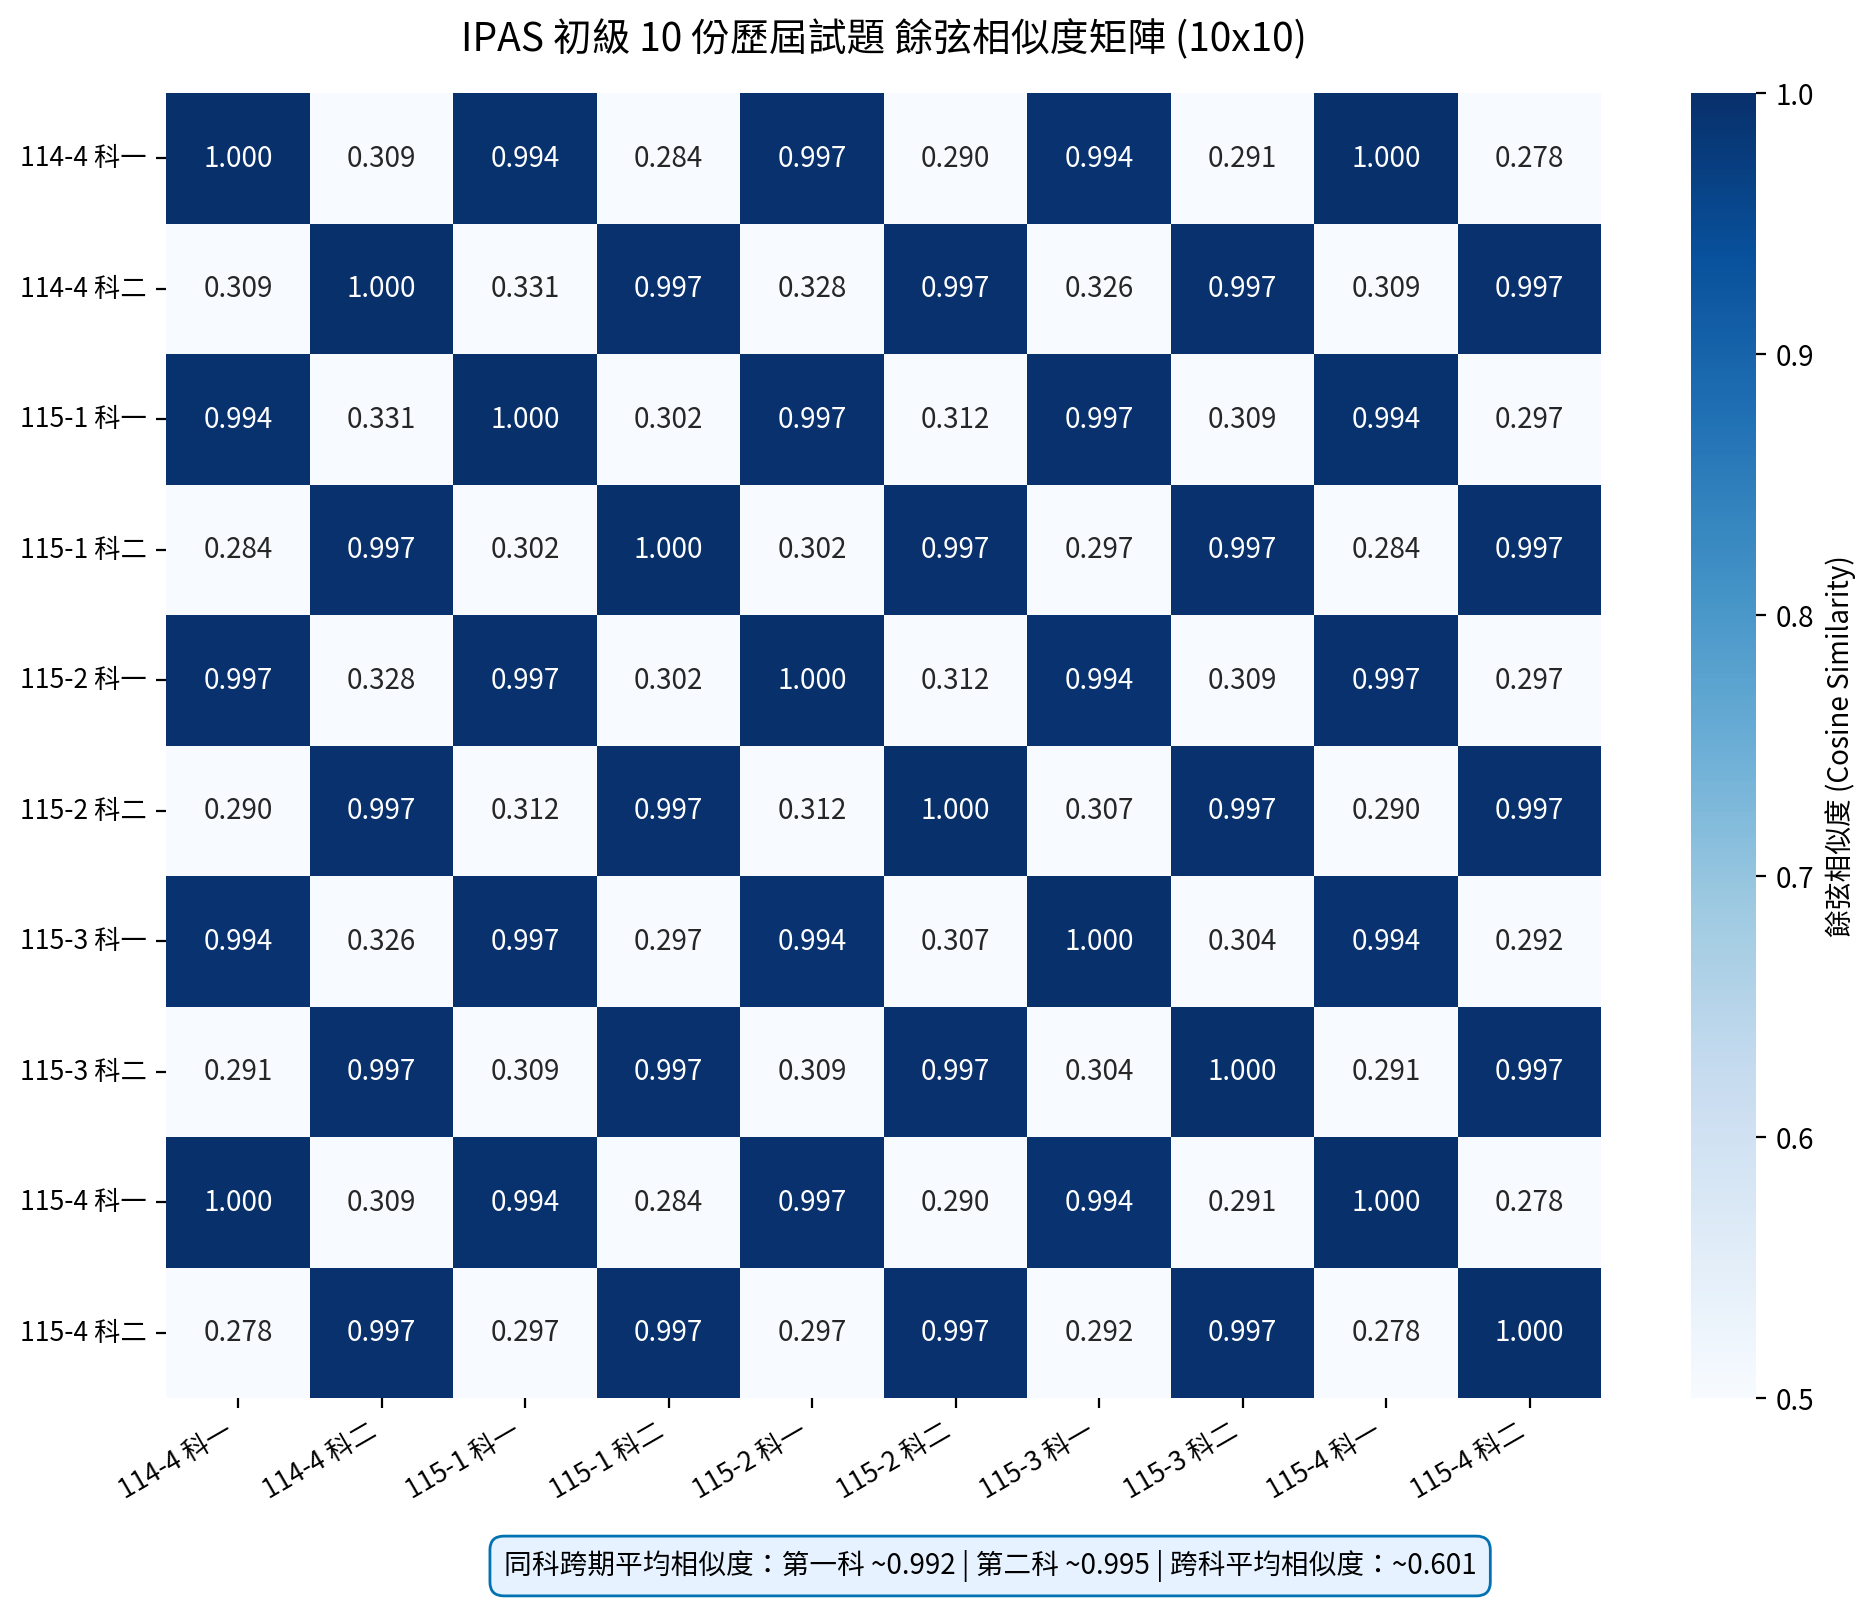 IPAS 初級 10 份歷屆試題 餘弦相似度矩陣 (10x10)
114-4 科一 1.000 0.309 0.994 0.284 0.997 0.290 0.994 0.291 1.000 0.278
114-4 科二 0.309 1.000 0.331 0.997 0.328 0.997 0.326 0.997 0.309 0.997
115-1 科一 0.994 0.331 1.000 0.302 0.997 0.312 0.997 0.309 0.994 0.297
115-1 科二 0.284 0.997 0.302 1.000 0.302 0.997 0.297 0.997 0.284 0.997
115-2 科一 0.997 0.328 0.997 0.302 1.000 0.312 0.994 0.309 0.997 0.297
115-2 科二 0.290 0.997 0.312 0.997 0.312 1.000 0.307 0.997 0.290 0.997
115-3 科一 0.994 0.326 0.997 0.297 0.994 0.307 1.000 0.304 0.994 0.292
115-3 科二 0.291 0.997 0.309 0.997 0.309 0.997 0.304 1.000 0.291 0.997
115-4 科一 1.000 0.309 0.994 0.284 0.997 0.290 0.994 0.291 1.000 0.278
115-4 科二 0.278 0.997 0.297 0.997 0.297 0.997 0.292 0.997 0.278 1.000
114-4 科一 114-4 科二 115-1 科一 115-1 科二 115-2 科一 115-2 科二 115-3 科一 115-3 科二 115-4 科一 115-4 科二
1.0
0.9
0.8
0.7
0.6
0.5
餘弦相似度 (Cosine Similarity)
同科跨期平均相似度：第一科 ~0.992 | 第二科 ~0.995 | 跨科平均相似度：~0.601